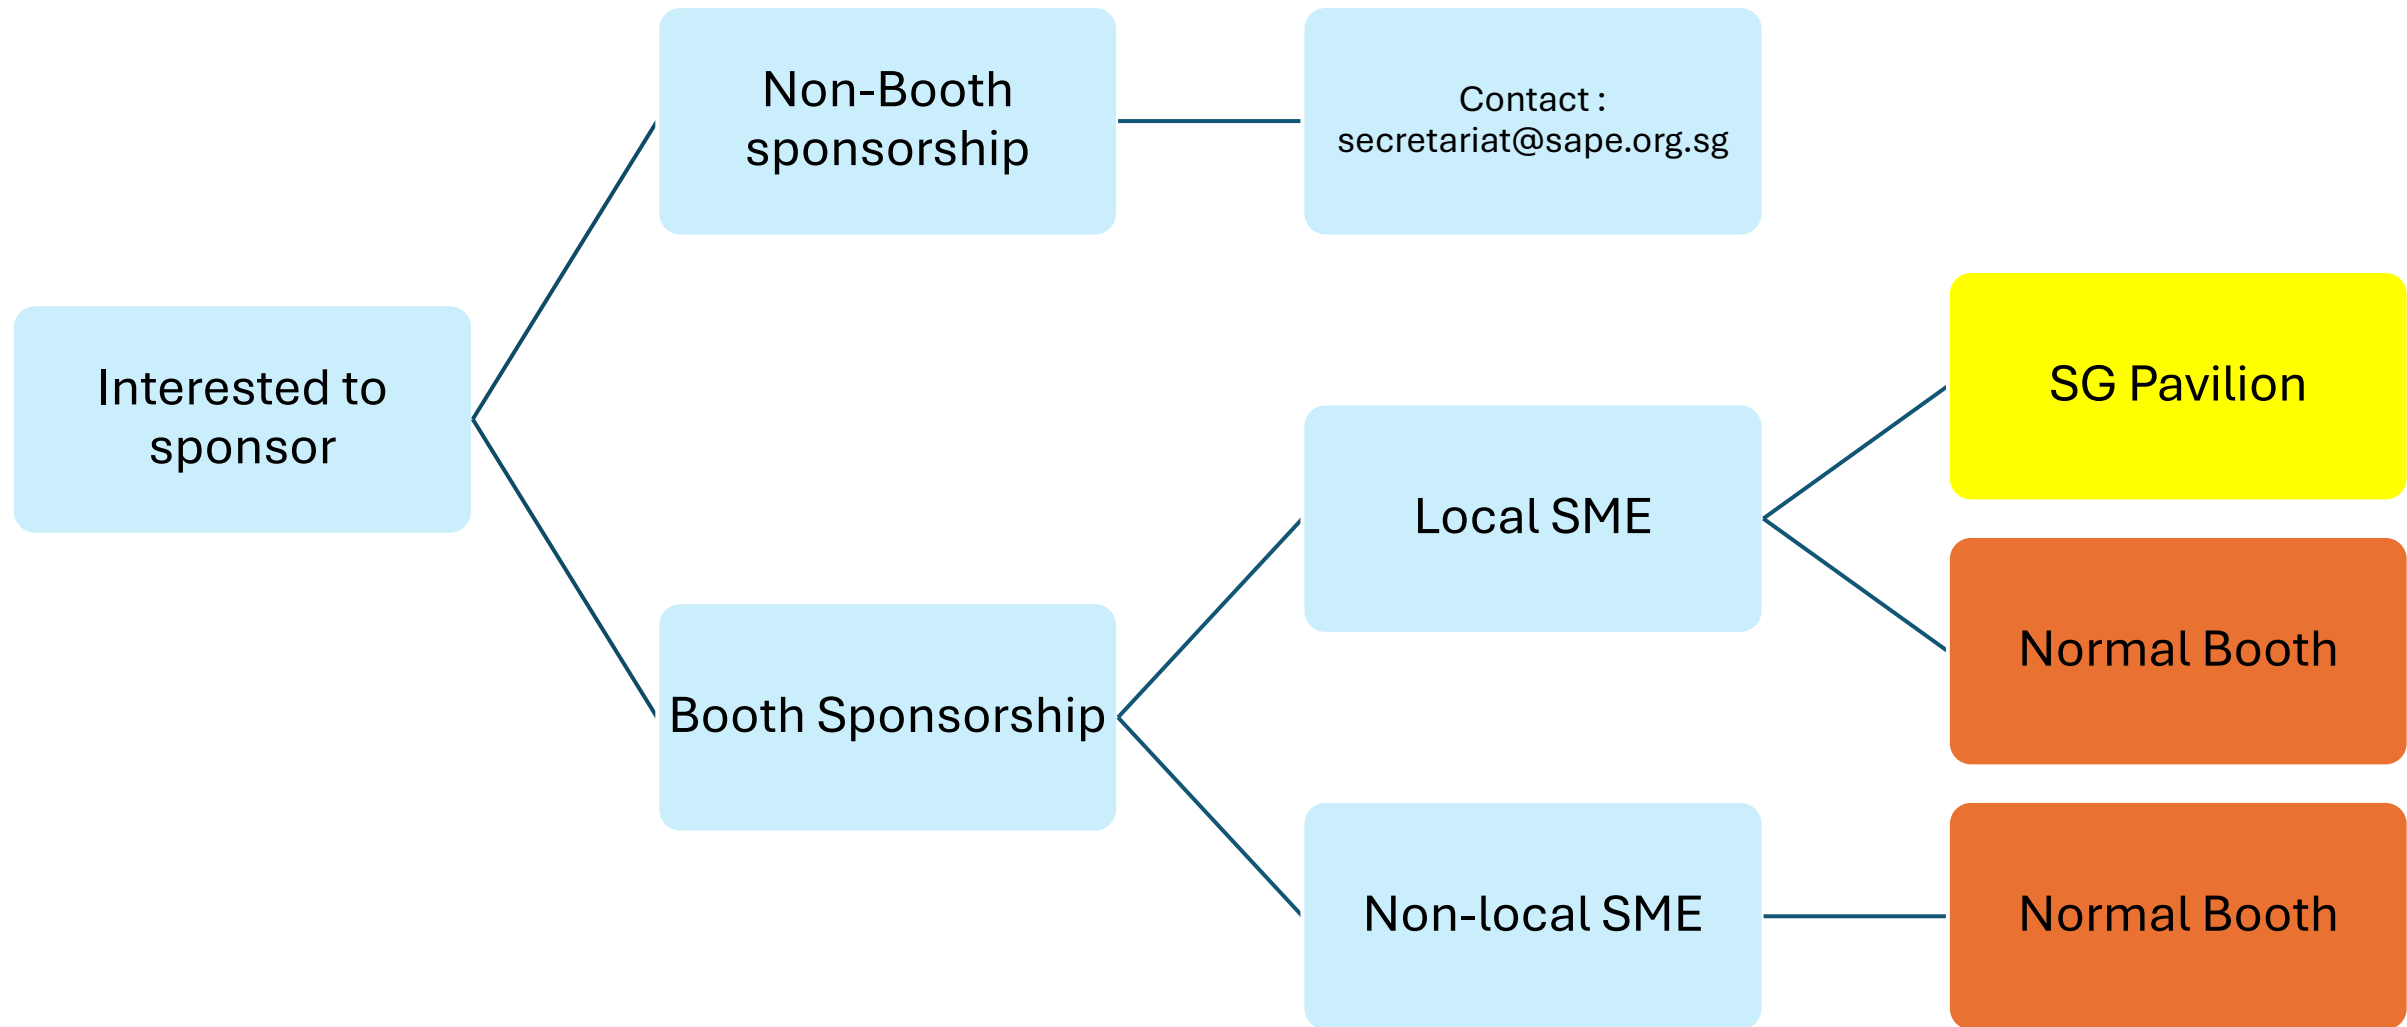 Non-Booth
sponsorship
Contact :
secretariat@sape.org.sg
Interested to
sponsor
SG Pavilion
Local SME
Normal Booth
Booth Sponsorship
Non-local SME
Normal Booth